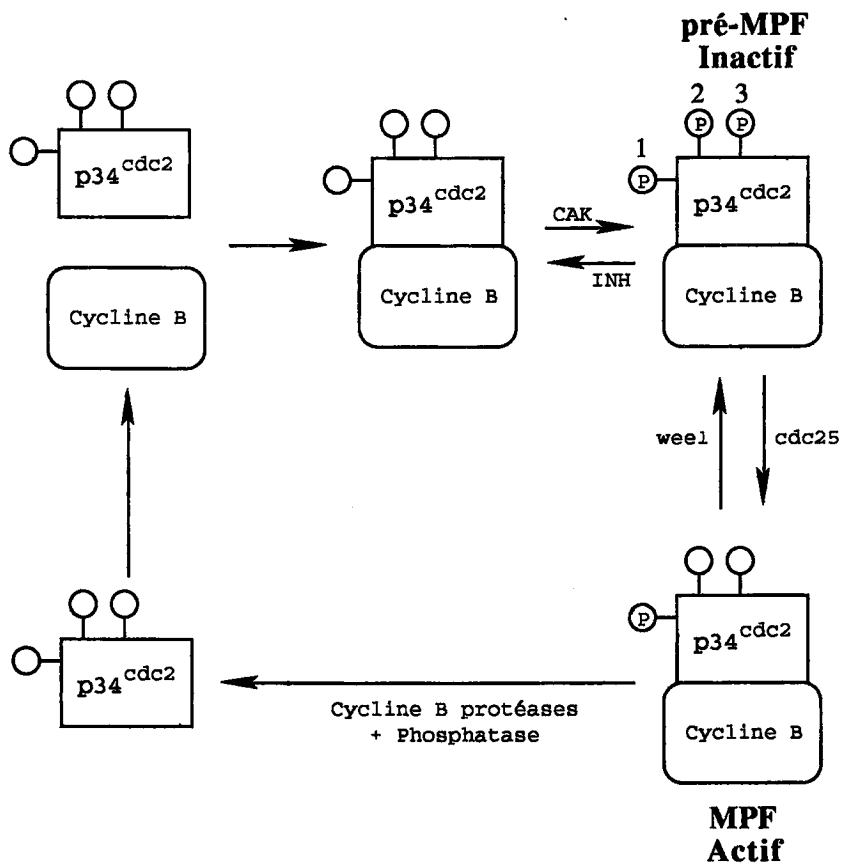 pré-MPF
Inactif
2 3
1
P P
P
p34cdc2
p34cdc2
p34cdc2
CAK
INH
Cycline B
Cycline B
Cycline B
wee1
cdc25
P
p34cdc2
p34cdc2
Cycline B protéases
+ Phosphatase
Cycline B
MPF
Actif